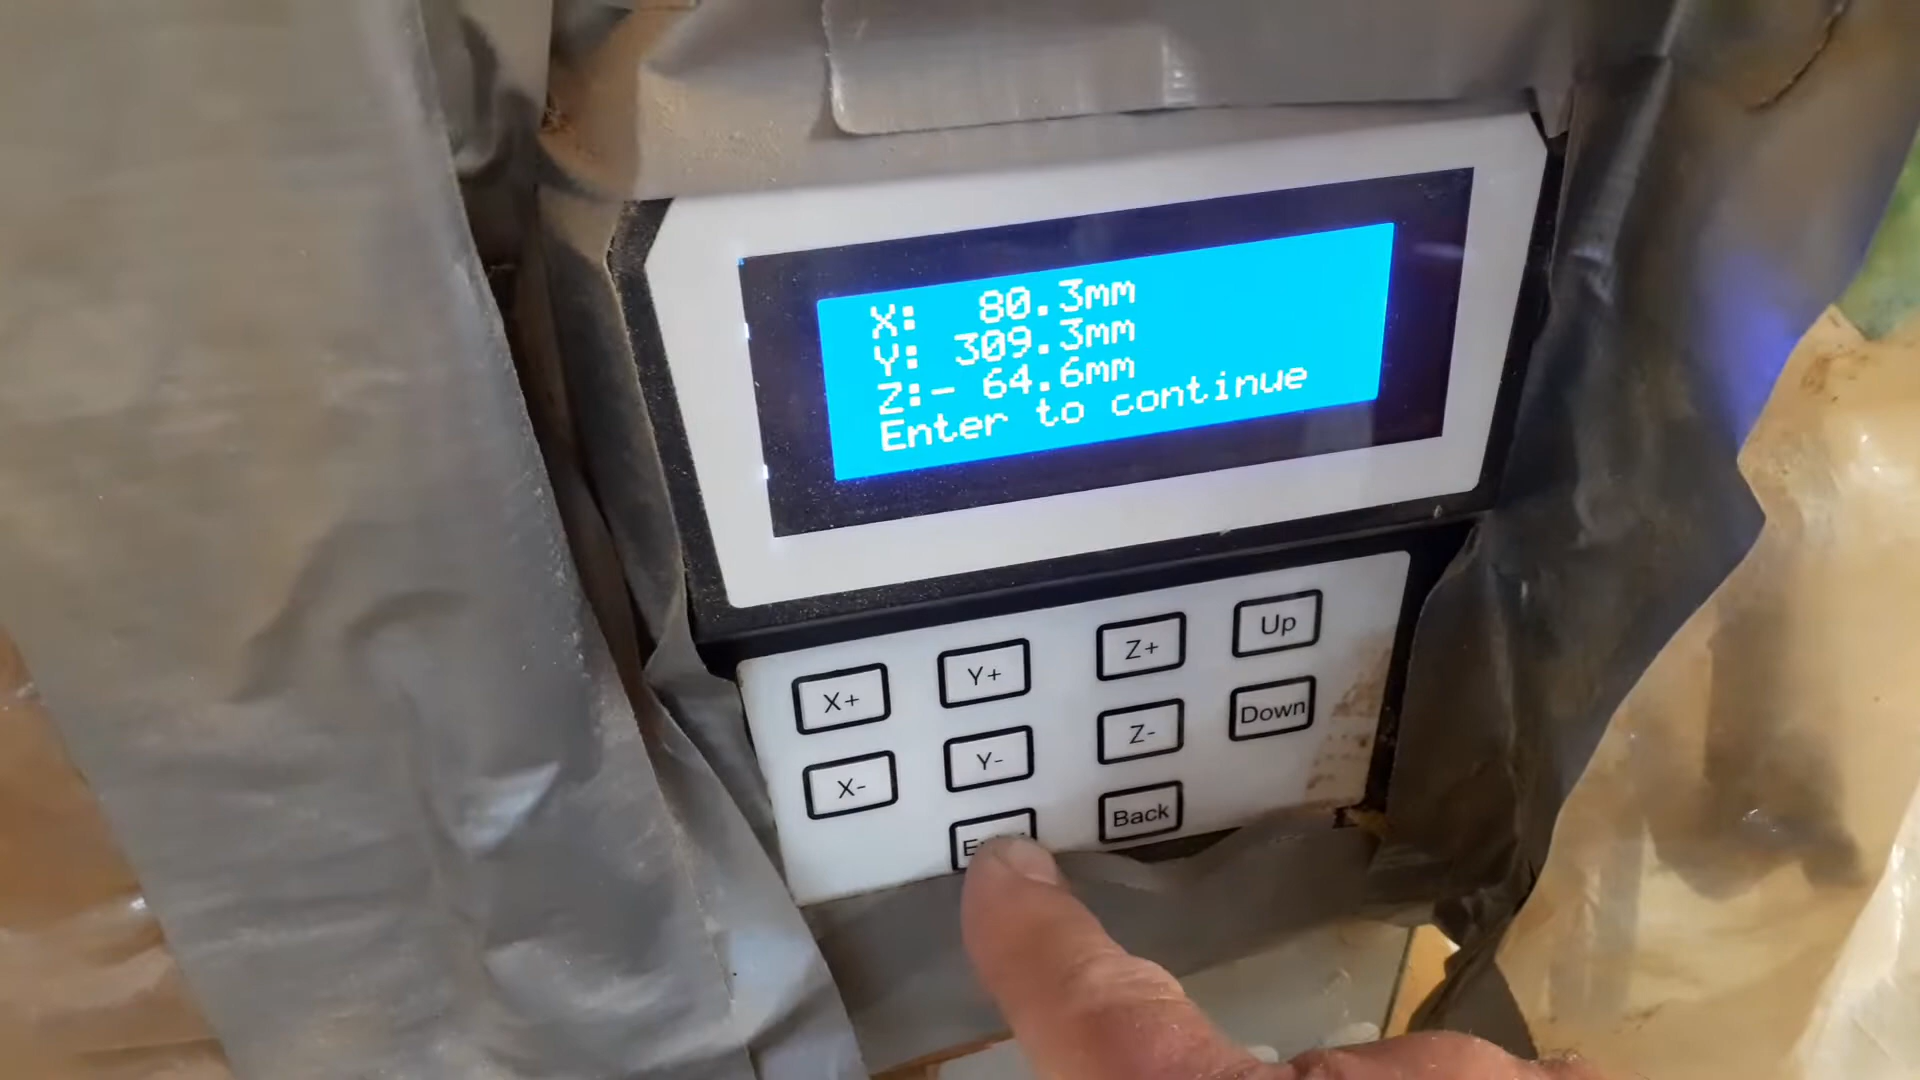 X:   80.3mm
Y: 309.3mm
Z:- 64.6mm
Enter to continue
X+ Y+ Z+ Up
X- Y- Z- Down
Back